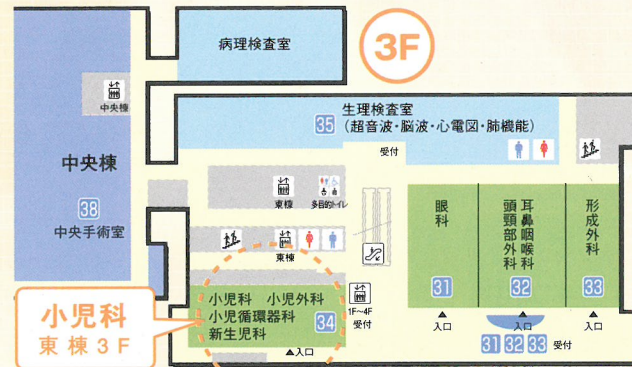 病理検査室
3F
中央棟
生理検査室
35
(超音波・脳波・心電図・肺機能)
受付
中央棟
38
中央手術室
東棟
多目的トイレ
東棟
眼科
31
耳鼻咽喉科
頭頸部外科
32
形成外科
33
小児科 小児外科
小児循環器科
新生児科
34
▲入口
1F~4F
受付
▲
入口
▲
入口
▲
入口
31 32 33 受付
小児科
東棟3F